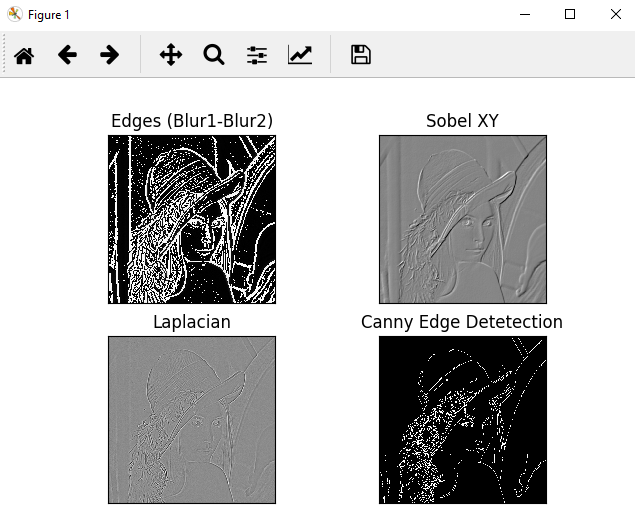 Figure 1
Edges (Blur1-Blur2)
Sobel XY
Laplacian
Canny Edge Detetection